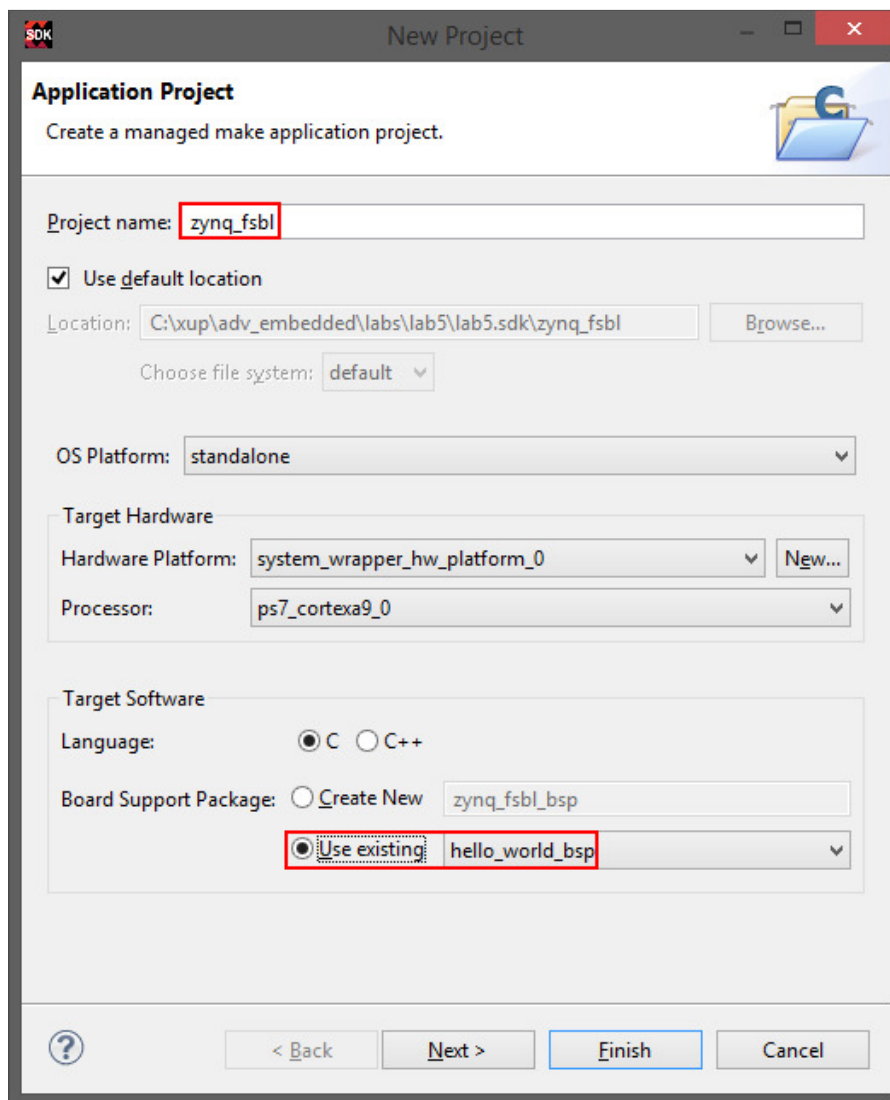 SDK New Project
Application Project
Create a managed make application project.
Project name: zynq_fsbl
Use default location
Location: C:\xup\adv_embedded\labs\lab5\lab5.sdk\zynq_fsbl Browse...
Choose file system: default
OS Platform: standalone
Target Hardware
Hardware Platform: system_wrapper_hw_platform_0 New...
Processor: ps7_cortexa9_0
Target Software
Language: C C++
Board Support Package: Create New zynq_fsbl_bsp
Use existing hello_world_bsp
? < Back Next > Finish Cancel